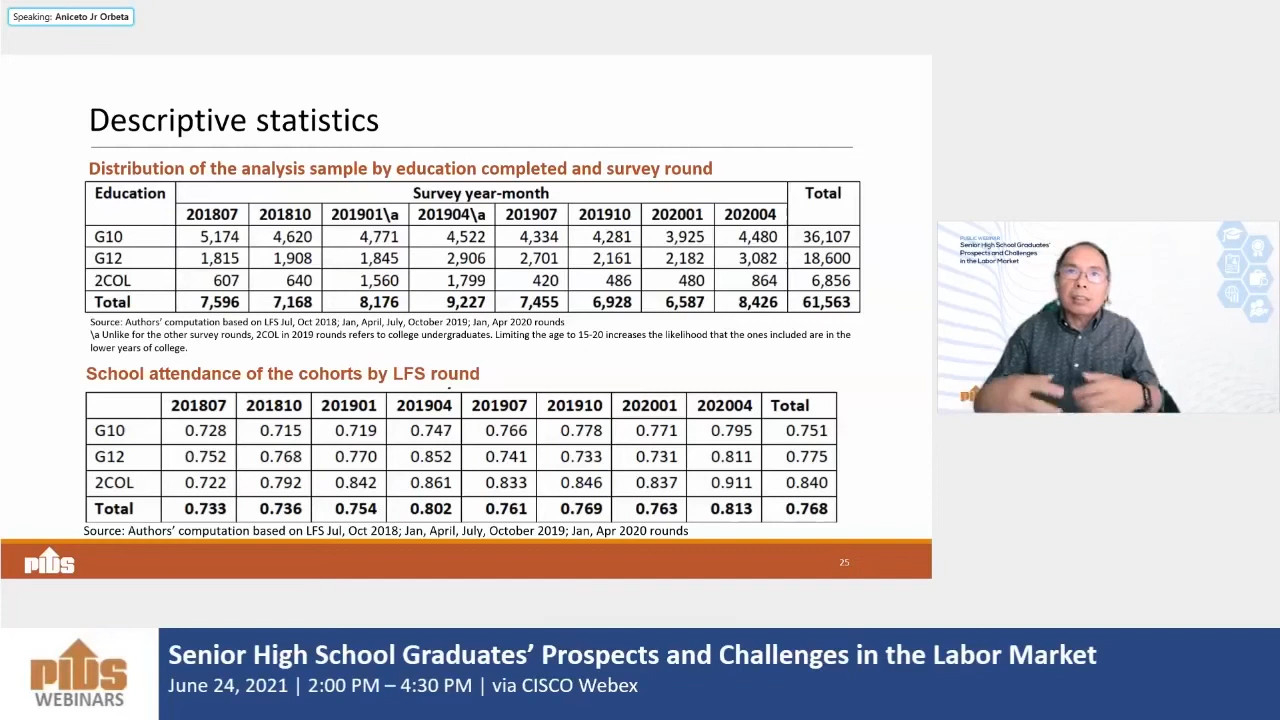 Speaking: Aniceto Jr Orbeta
Descriptive statistics
Distribution of the analysis sample by education completed and survey round
Education Survey year-month Total
201807 201810 201901\a 201904\a 201907 201910 202001 202004
G10 5,174 4,620 4,771 4,522 4,334 4,281 3,925 4,480 36,107
G12 1,815 1,908 1,845 2,906 2,701 2,161 2,182 3,082 18,600
2COL 607 640 1,560 1,799 420 486 480 864 6,856
Total 7,596 7,168 8,176 9,227 7,455 6,928 6,587 8,426 61,563
Source: Authors' computation based on LFS Jul, Oct 2018; Jan, April, July, October 2019; Jan, Apr 2020 rounds
\a Unlike for the other survey rounds, 2COL in 2019 rounds refers to college undergraduates. Limiting the age to 15-20 increases the likelihood that the ones included are in the
lower years of college.
School attendance of the cohorts by LFS round
201807 201810 201901 201904 201907 201910 202001 202004 Total
G10 0.728 0.715 0.719 0.747 0.766 0.778 0.771 0.795 0.751
G12 0.752 0.768 0.770 0.852 0.741 0.733 0.731 0.811 0.775
2COL 0.722 0.792 0.842 0.861 0.833 0.846 0.837 0.911 0.840
Total 0.733 0.736 0.754 0.802 0.761 0.769 0.763 0.813 0.768
Source: Authors' computation based on LFS Jul, Oct 2018; Jan, April, July, October 2019; Jan, Apr 2020 rounds
PIDS
25
PUBLIC WEBINAR
Senior High School Graduates'
Prospects and Challenges
in the Labor Market
PIDS
WEBINARS
Senior High School Graduates' Prospects and Challenges in the Labor Market
June 24, 2021 | 2:00 PM – 4:30 PM | via CISCO Webex